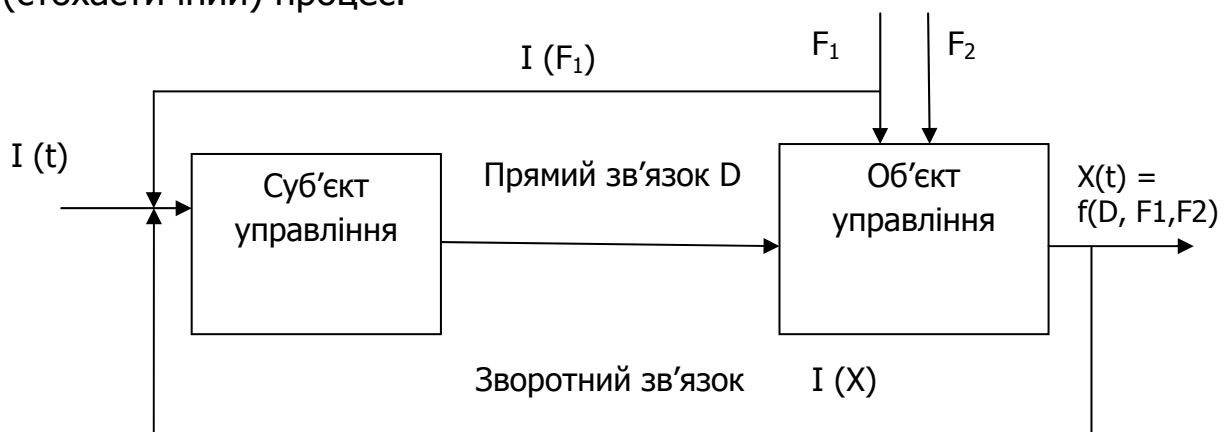 (стохастичний) процес.
F₁
F₂
I (F₁)
I (t)
Суб’єкт
управління
Прямий зв’язок D
Об’єкт
управління
X(t) =
f(D, F1,F2)
Зворотний зв’язок I (X)